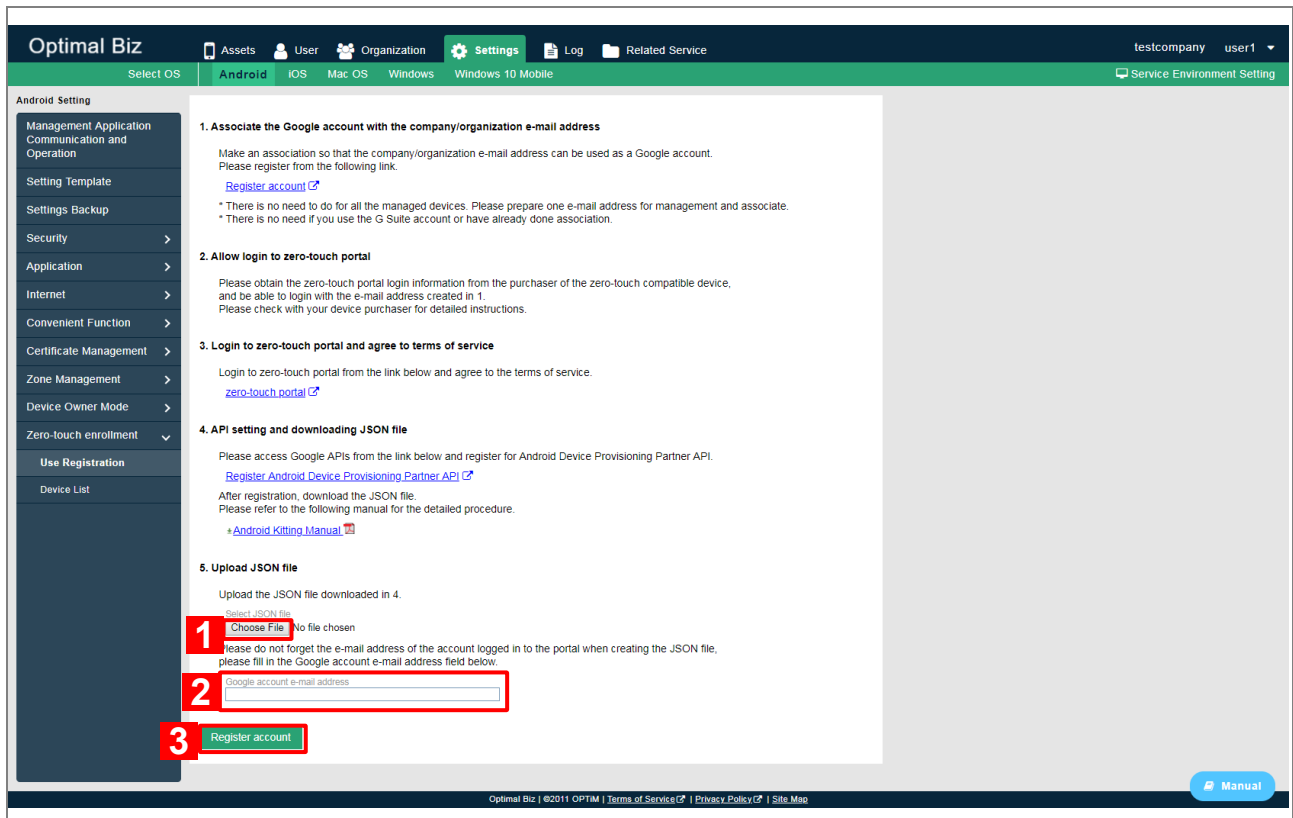 Optimal Biz
Assets
User
Organization
Settings
Log
Related Service
testcompany
user1
Select OS
Android
iOS
Mac OS
Windows
Windows 10 Mobile
Service Environment Setting
Android Setting
Management Application
Communication and
Operation
Setting Template
Settings Backup
Security
Application
Internet
Convenient Function
Certificate Management
Zone Management
Device Owner Mode
Zero-touch enrollment
Use Registration
Device List
1. Associate the Google account with the company/organization e-mail address
Make an association so that the company/organization e-mail address can be used as a Google account.
Please register from the following link.
Register account
* There is no need to do for all the managed devices. Please prepare one e-mail address for management and associate.
* There is no need if you use the G Suite account or have already done association.
2. Allow login to zero-touch portal
Please obtain the zero-touch portal login information from the purchaser of the zero-touch compatible device,
and be able to login with the e-mail address created in 1.
Please check with your device purchaser for detailed instructions.
3. Login to zero-touch portal and agree to terms of service
Login to zero-touch portal from the link below and agree to the terms of service.
zero-touch portal
4. API setting and downloading JSON file
Please access Google APIs from the link below and register for Android Device Provisioning Partner API.
Register Android Device Provisioning Partner API
After registration, download the JSON file.
Please refer to the following manual for the detailed procedure.
Android Kitting Manual
5. Upload JSON file
Upload the JSON file downloaded in 4.
Select JSON file
1
Choose File No file chosen
Please do not forget the e-mail address of the account logged in to the portal when creating the JSON file,
please fill in the Google account e-mail address field below.
2
Google account e-mail address
3
Register account
Manual
Optimal Biz | ©2011 OPTiM | Terms of Service | Privacy Policy | Site Map